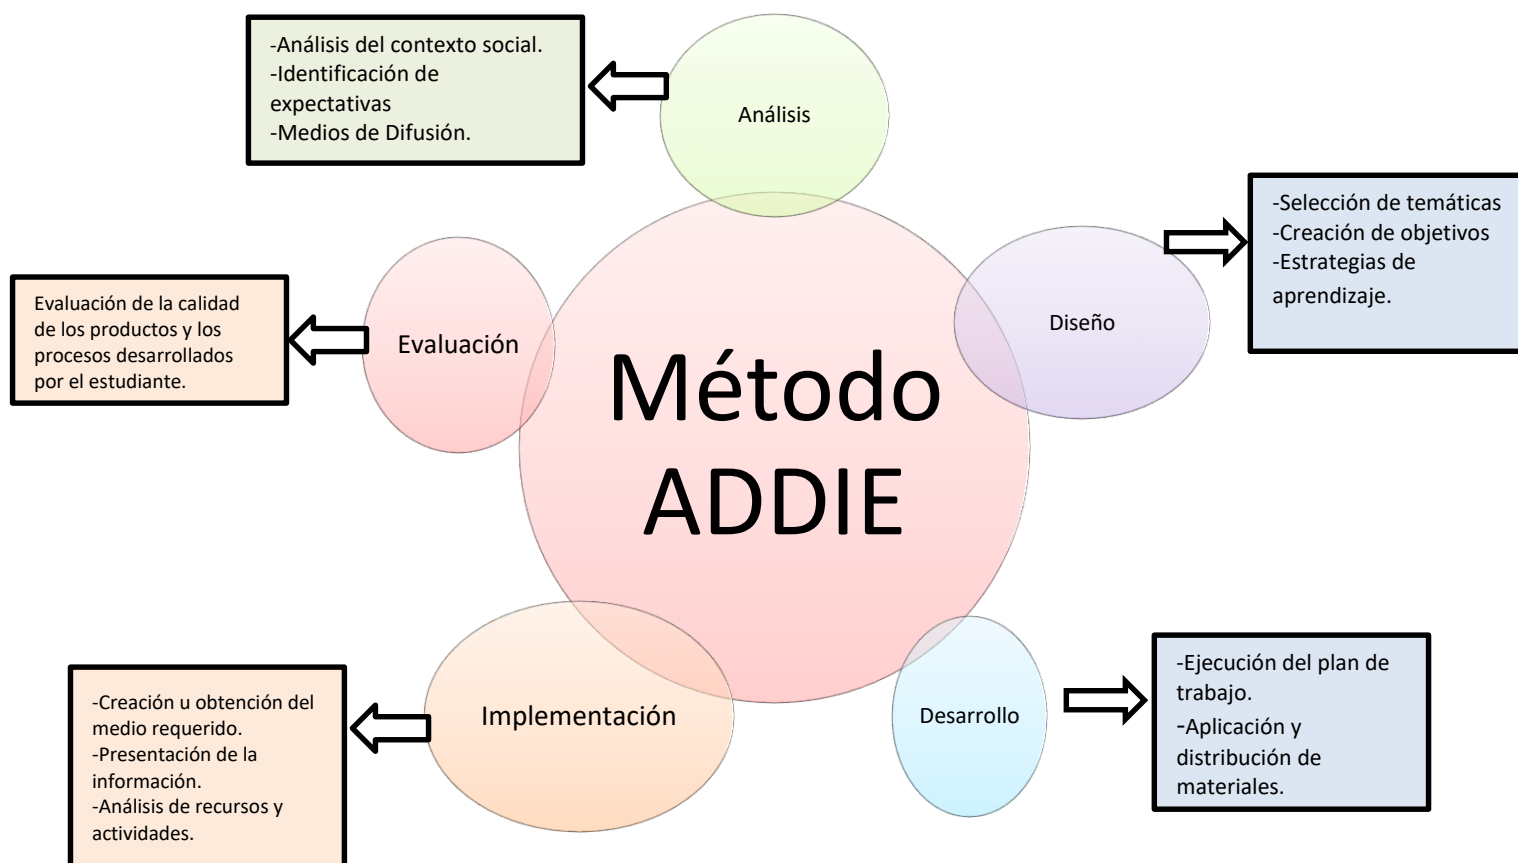 -Análisis del contexto social.
-Identificación de
expectativas
-Medios de Difusión.
Análisis
-Selección de temáticas
-Creación de objetivos
-Estrategias de
aprendizaje.
Diseño
Evaluación de la calidad
de los productos y los
procesos desarrollados
por el estudiante.
Evaluación
Método
ADDIE
-Ejecución del plan de
trabajo.
-Aplicación y
distribución de
materiales.
Desarrollo
Implementación
-Creación u obtención del
medio requerido.
-Presentación de la
información.
-Análisis de recursos y
actividades.